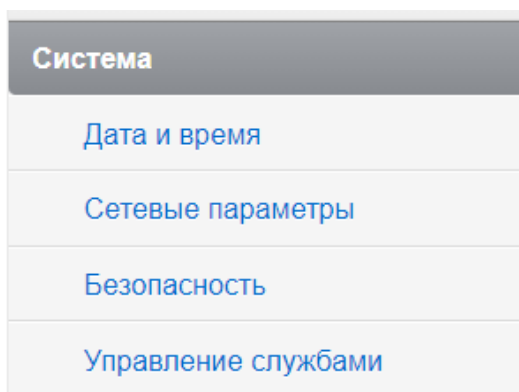 Система
Дата и время
Сетевые параметры
Безопасность
Управление службами